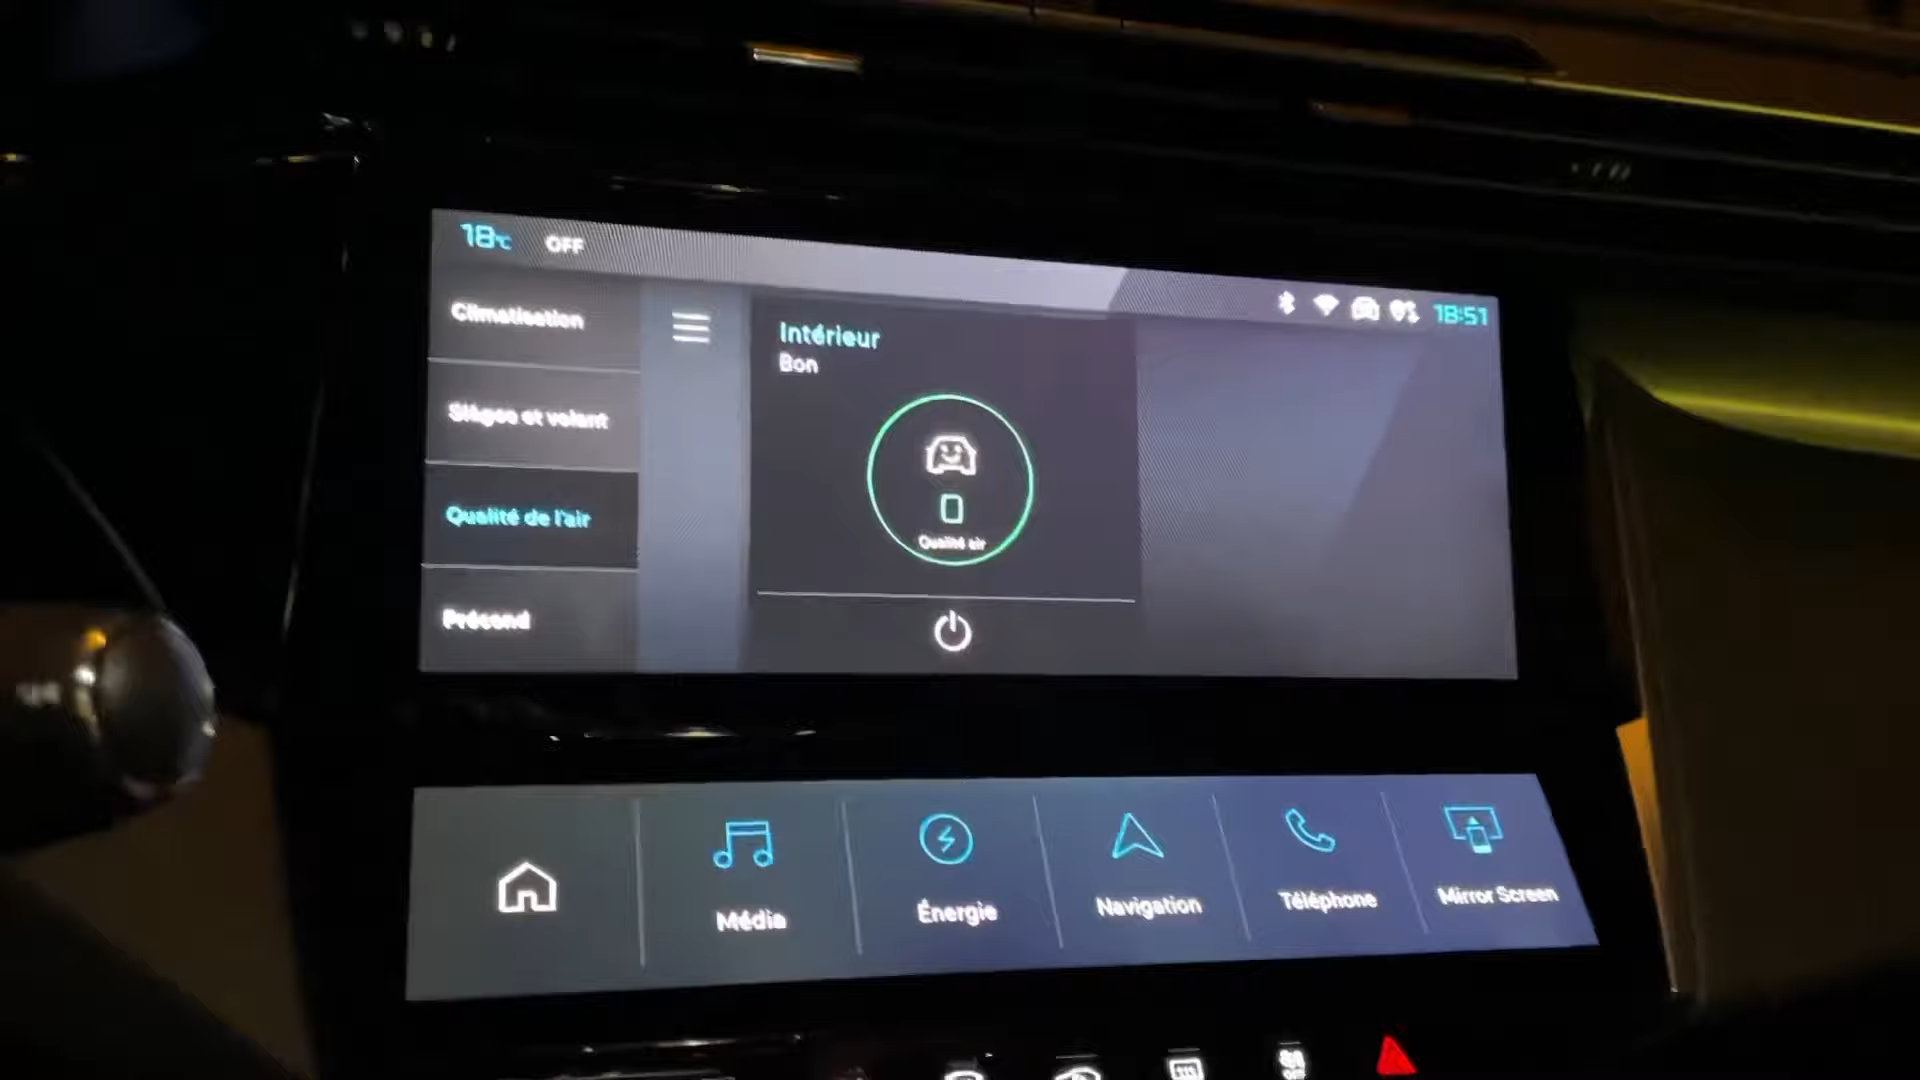 18°C OFF
18:51
Climatisation
Sièges et volant
Qualité de l'air
Précond
Intérieur
Bon
0
Qualité air
Média
Énergie
Navigation
Téléphone
Mirror Screen